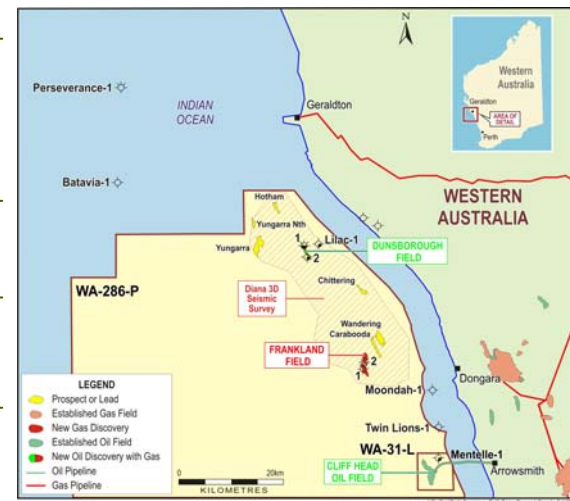 N
Perseverance-1
INDIAN
OCEAN
Geraldton
Western
Australia
Geraldton
AREA OF
DETAIL
Perth
Batavia-1
WESTERN
AUSTRALIA
Hotham
Yungarra Nth
1
Lilac-1
Yungarra
2
DUNSBOROUGH
FIELD
WA-286-P
Diana 3D
Seismic
Survey
Chittering
Wandering
Carabooda
FRANKLAND
FIELD
2
1
Dongara
Moondah-1
Twin Lions-1
WA-31-L
Mentelle-1
CLIFF HEAD
OIL FIELD
Arrowsmith
LEGEND
Prospect or Lead
Established Gas Field
New Gas Discovery
Established Oil Field
New Oil Discovery with Gas
Oil Pipeline
Gas Pipeline
0
20km
KILOMETRES